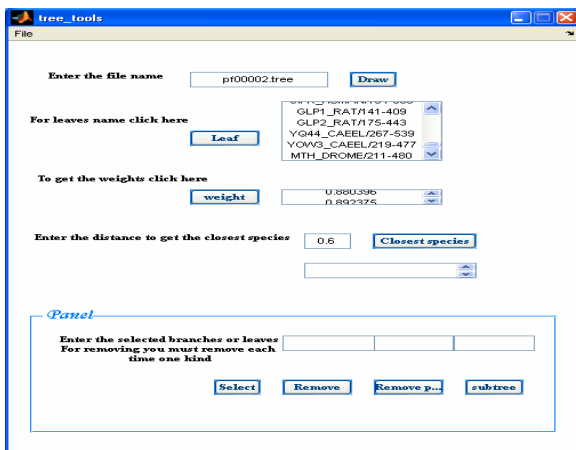 tree_tools
File
Enter the file name
pf00002.tree
Draw
For leaves name click here
Leaf
GLP1_RAT/141-409
GLP2_RAT/175-443
YQ44_CAEEL/267-539
YOW3_CAEEL/219-477
MTH_DROME/211-480
To get the weights click here
weight
0.880396
0.892375
Enter the distance to get the closest species
0.6
Closest species
Panel
Enter the selected branches or leaves
For removing you must remove each
time one kind
Select
Remove
Remove p...
subtree